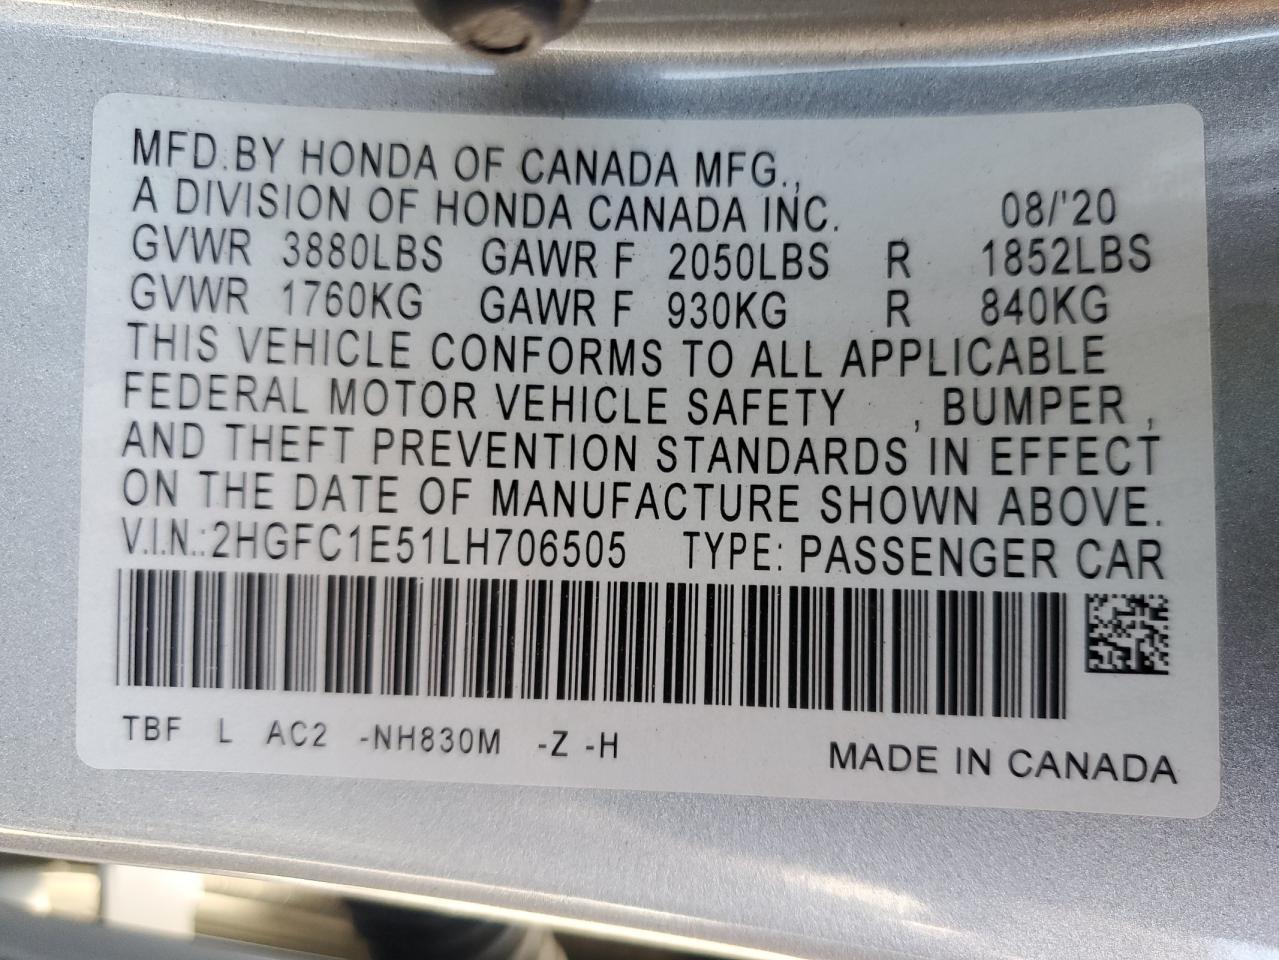 MFD.BY HONDA OF CANADA MFG.,
A DIVISION OF HONDA CANADA INC. 08/'20
GVWR 3880LBS GAWR F 2050LBS R 1852LBS
GVWR 1760KG GAWR F 930KG R 840KG
THIS VEHICLE CONFORMS TO ALL APPLICABLE
FEDERAL MOTOR VEHICLE SAFETY , BUMPER ,
AND THEFT PREVENTION STANDARDS IN EFFECT
ON THE DATE OF MANUFACTURE SHOWN ABOVE.
V.I.N.:2HGFC1E51LH706505 TYPE: PASSENGER CAR
TBF L AC2 -NH830M -Z -H
MADE IN CANADA